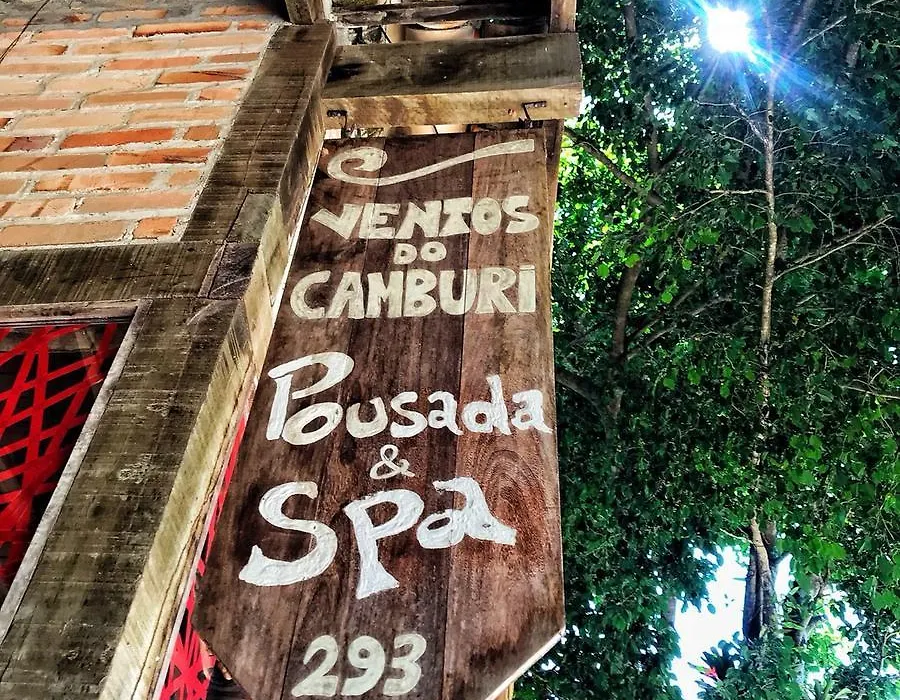 VENTOS
DO
CAMBURI
Pousada
&
Spa
293